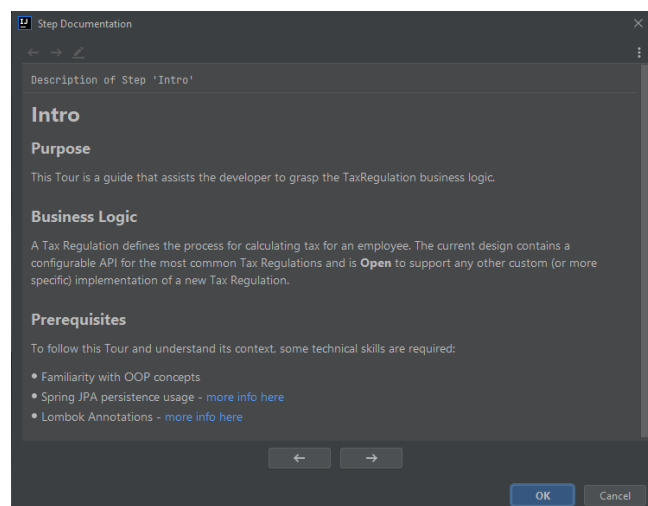 IJ
Step Documentation
Description of Step 'Intro'
Intro
Purpose
This Tour is a guide that assists the developer to grasp the TaxRegulation business logic.
Business Logic
A Tax Regulation defines the process for calculating tax for an employee. The current design contains a
configurable API for the most common Tax Regulations and is Open to support any other custom (or more
specific) implementation of a new Tax Regulation.
Prerequisites
To follow this Tour and understand its context, some technical skills are required:
• Familiarity with OOP concepts
• Spring JPA persistence usage - more info here
• Lombok Annotations - more info here
OK
Cancel